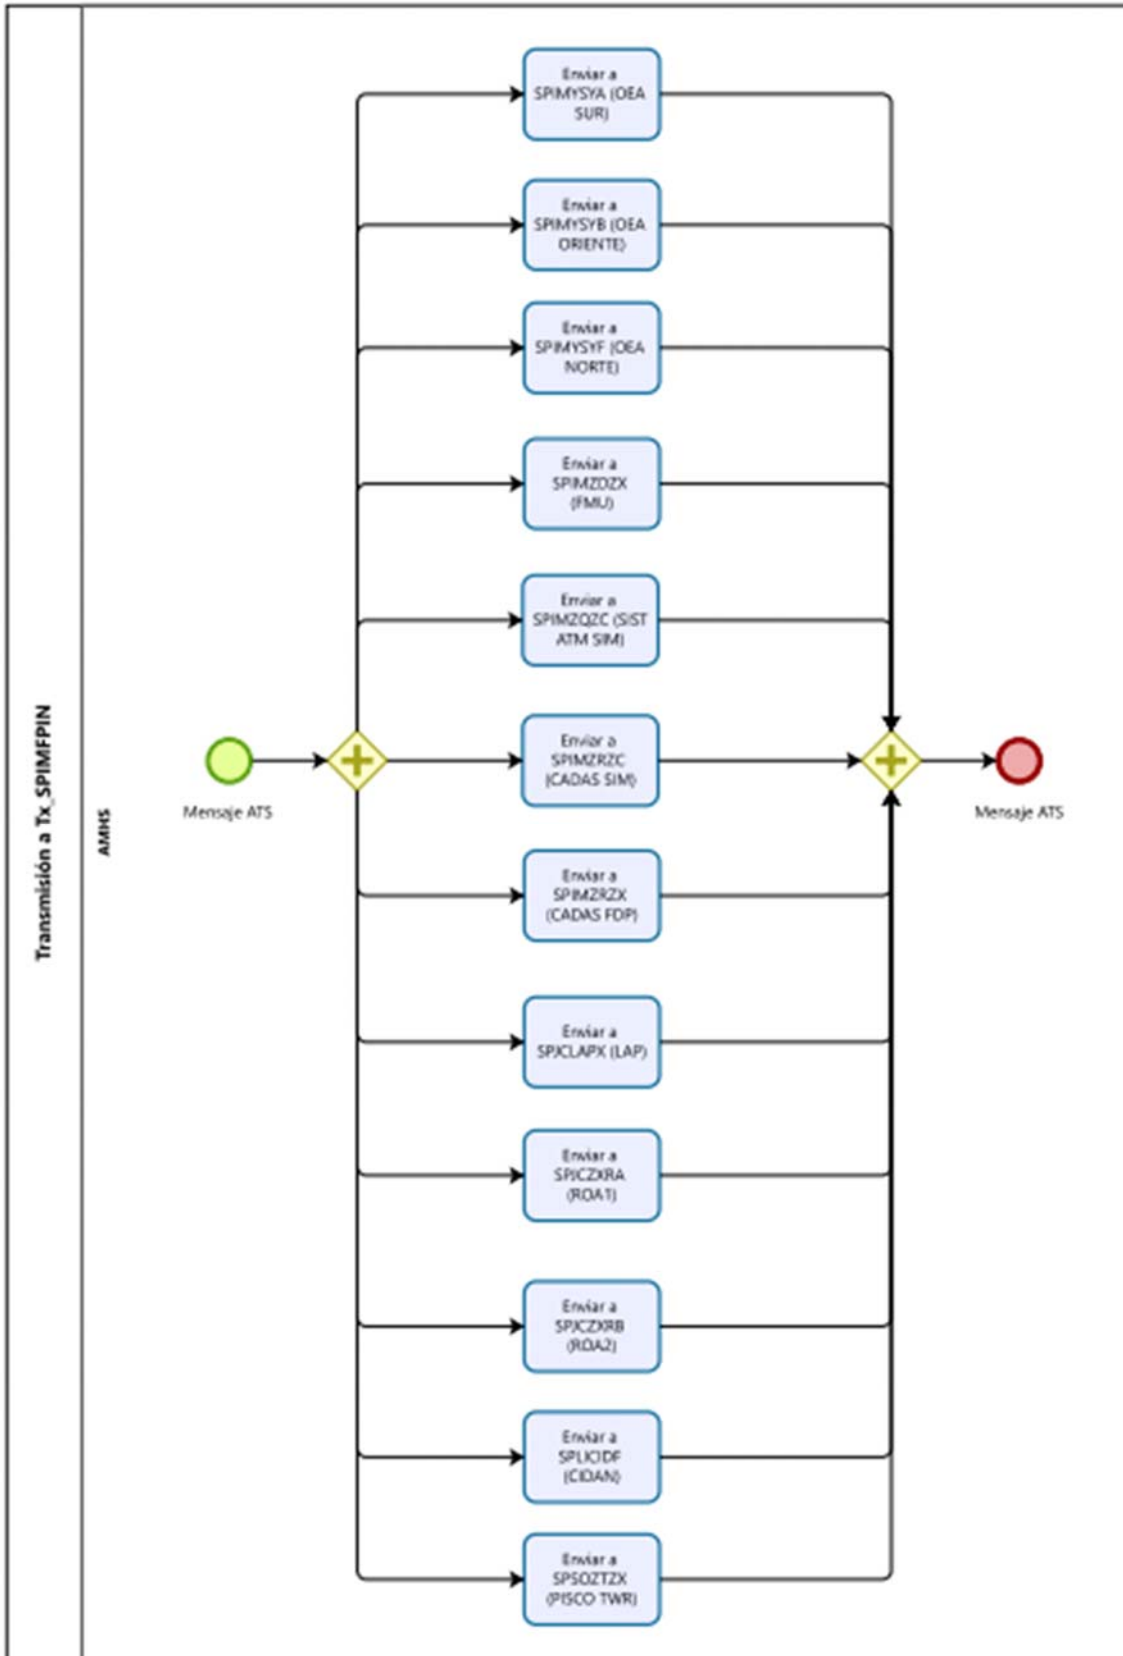 Transmisión a Tx_SPIMFPIN
AMHS
Mensaje ATS
Enviar a
SPIMYSYA (OEA
SUR)
Enviar a
SPIMYSYB (OEA
ORIENTE)
Enviar a
SPIMYSYF (OEA
NORTE)
Enviar a
SPIMZDZX
(FMU)
Enviar a
SPIMZQZC (SIST
ATM SIM)
Enviar a
SPIMZRZC
(CADAS SIM)
Enviar a
SPIMZRZX
(CADAS FDP)
Enviar a
SPJCLAPX (LAP)
Enviar a
SPJCZXRA
(ROA1)
Enviar a
SPJCZXRB
(ROA2)
Enviar a
SPLICIDF
(CIDAN)
Enviar a
SPSOZTZX
(PISCO TWR)
Mensaje ATS